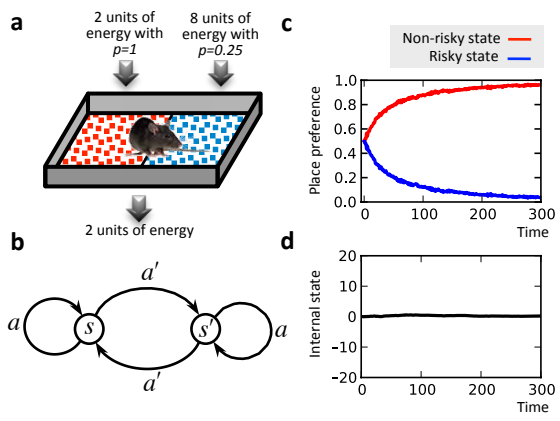 a
2 units of
energy with
p=1
8 units of
energy with
p=0.25
2 units of energy
b
a′
a
s
s′
a
a′
c
Non-risky state
Risky state
Place preference
1.0
0.8
0.6
0.4
0.2
0.0
0
100
200
300
Time
d
Internal state
20
10
0
−10
−20
0
100
200
300
Time